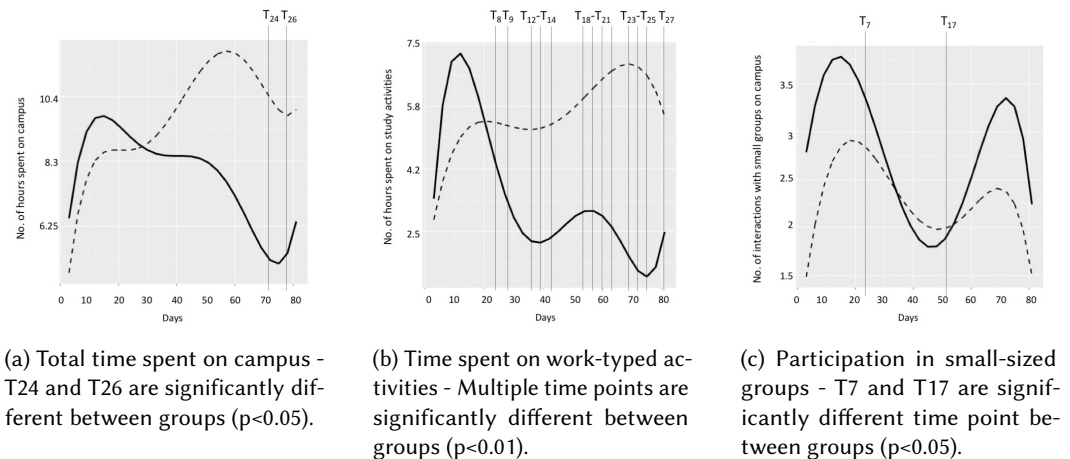 T24 T26
No. of hours spent on campus
10.4
8.3
6.25
0 10 20 30 40 50 60 70 80
Days
(a) Total time spent on campus -
T24 and T26 are significantly dif-
ferent between groups (p<0.05).
T8 T9 T12-T14 T18-T21 T23-T25 T27
No. of hours spent on study activities
7.5
5.8
4.2
2.5
0 10 20 30 40 50 60 70 80
Days
(b) Time spent on work-typed ac-
tivities - Multiple time points are
significantly different between
groups (p<0.01).
T7 T17
No. of interactions with small groups on campus
3.5
3
2.5
2
1.5
0 10 20 30 40 50 60 70 80
Days
(c) Participation in small-sized
groups - T7 and T17 are signif-
icantly different time point be-
tween groups (p<0.05).